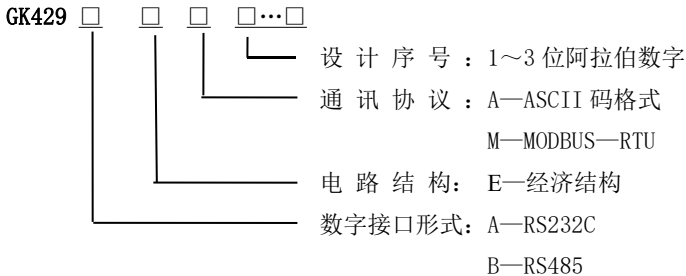 GK429 □ □ □ □…□
设 计 序 号 ：1～3 位阿拉伯数字
通 讯 协 议 ：A—ASCII 码格式
M—MODBUS—RTU
电 路 结 构： E—经济结构
数字接口形式：A—RS232C
B—RS485